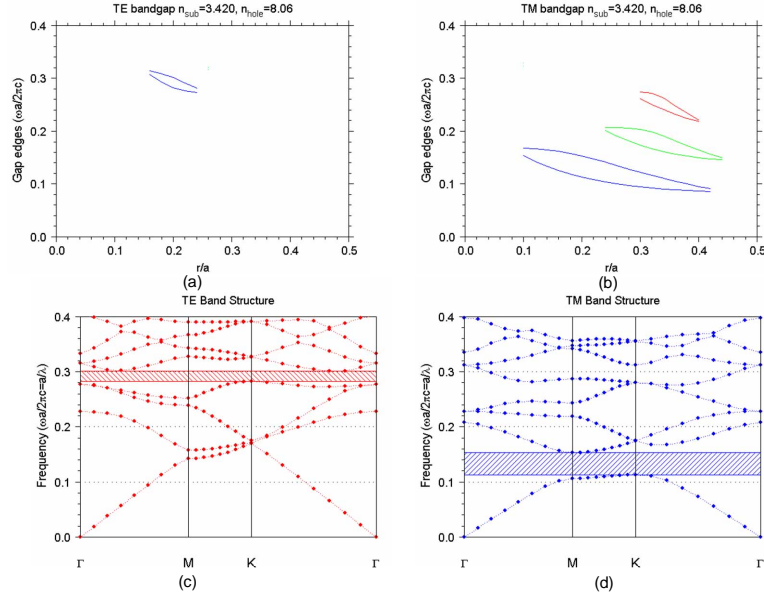 TE bandgap n_sub=3.420, n_hole=8.06
Gap edges (ωa/2πc)
0.4
0.3
0.2
0.1
0.0
0.0 0.1 0.2 0.3 0.4 0.5
r/a
(a)
TM bandgap n_sub=3.420, n_hole=8.06
Gap edges (ωa/2πc)
0.4
0.3
0.2
0.1
0.0
0.0 0.1 0.2 0.3 0.4 0.5
r/a
(b)
TE Band Structure
Frequency (ωa/2πc=a/λ)
0.4
0.3
0.2
0.1
0.0
Γ M K Γ
(c)
TM Band Structure
Frequency (ωa/2πc=a/λ)
0.4
0.3
0.2
0.1
0.0
Γ M K Γ
(d)